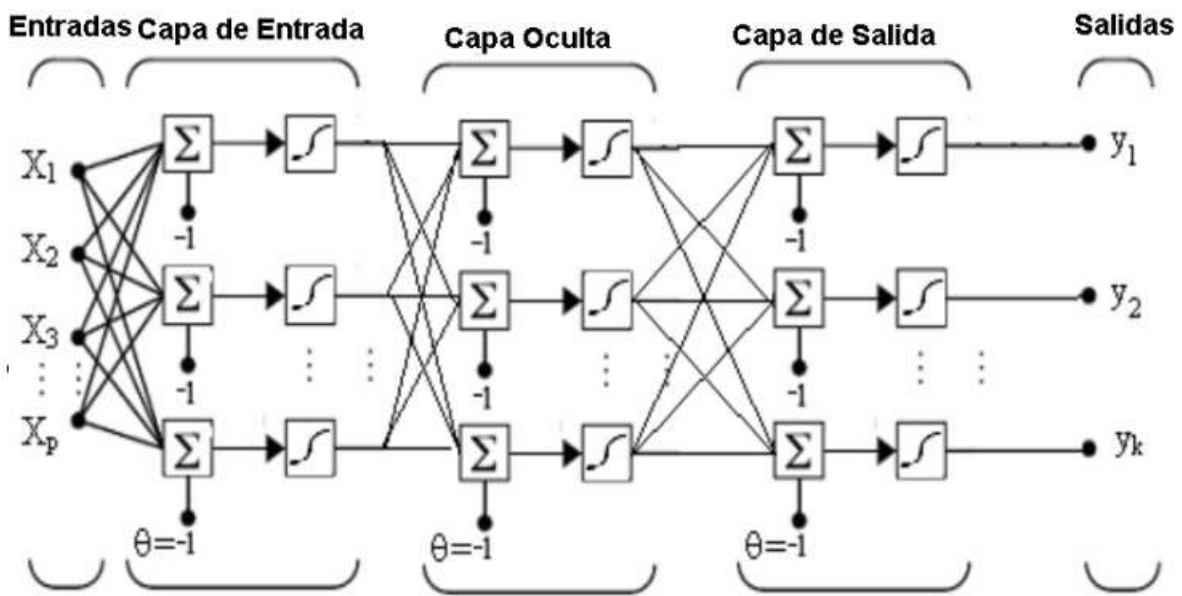 Entradas Capa de Entrada Capa Oculta Capa de Salida Salidas
X1 Σ Σ Σ y1
-1 -1 -1
X2 Σ Σ Σ y2
X3
-1 -1 -1
Xp Σ Σ Σ yk
θ=-1 θ=-1 θ=-1